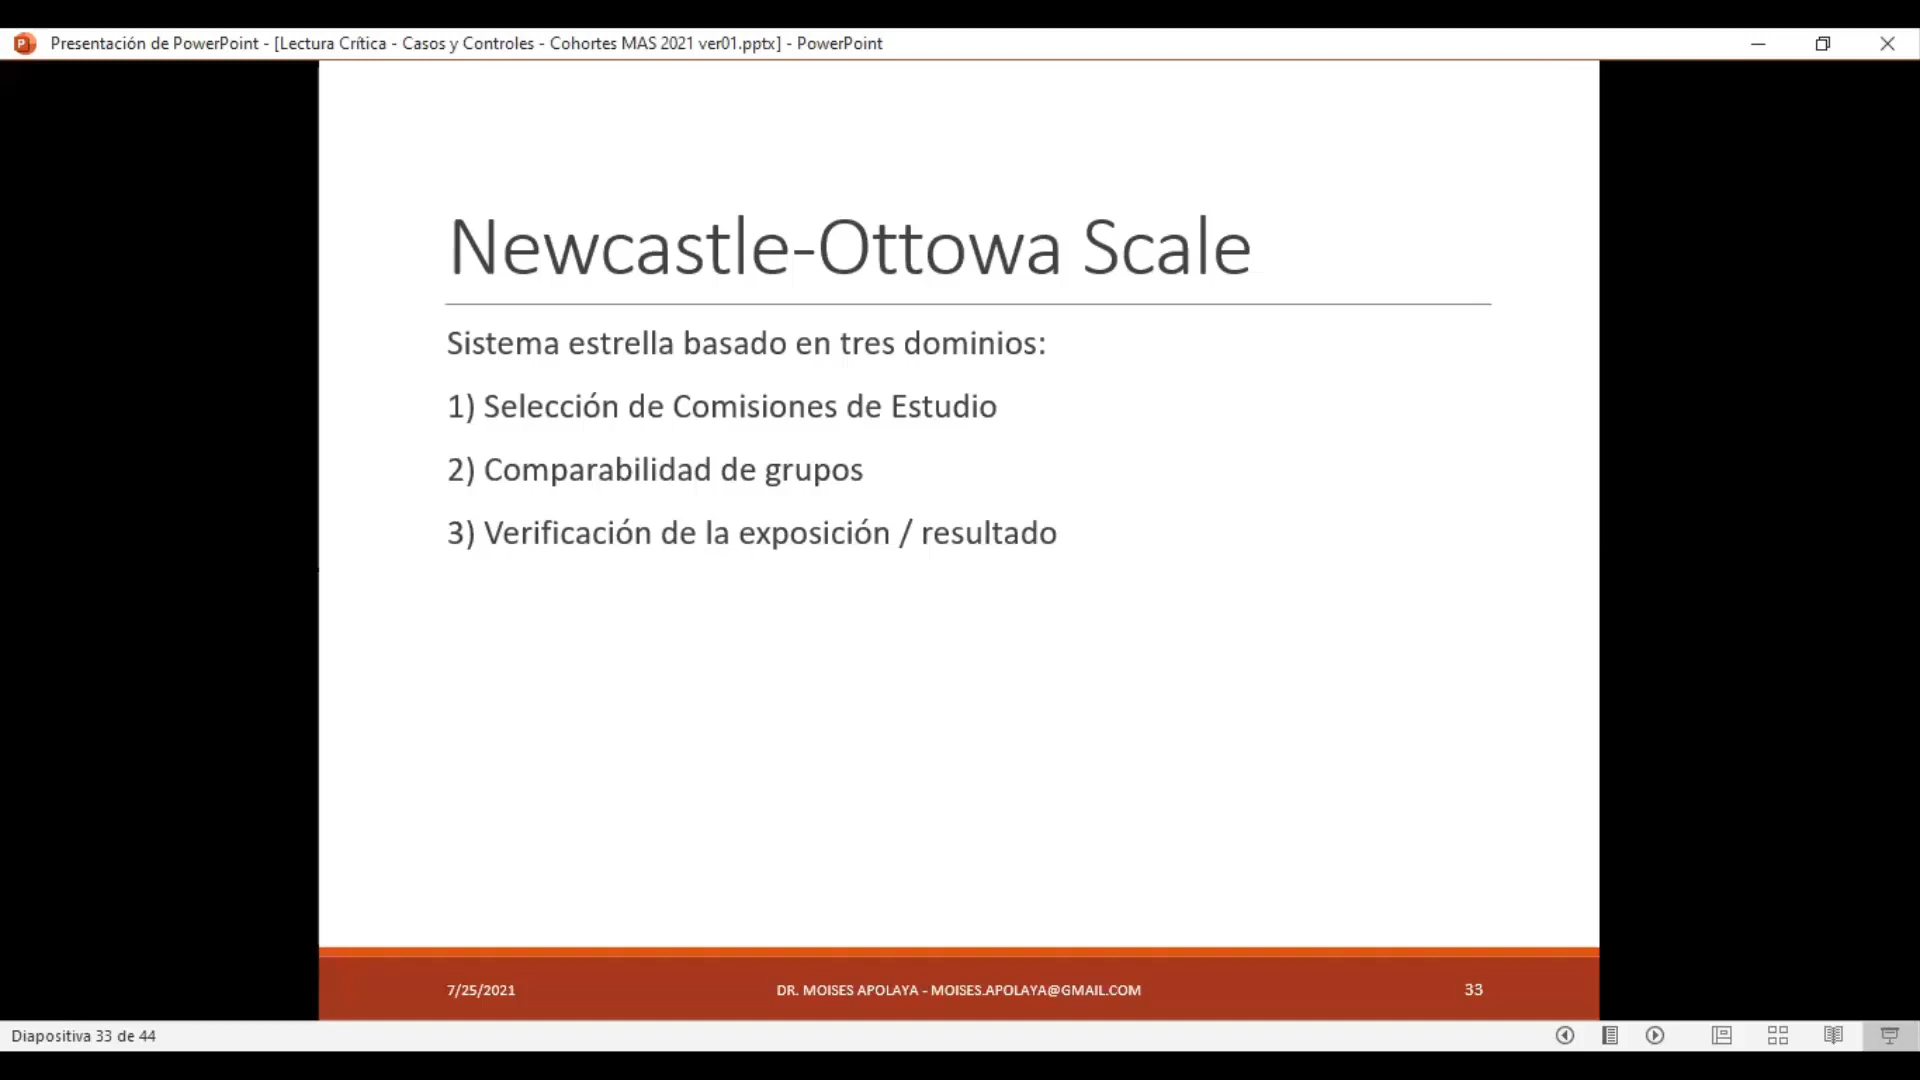 Presentación de PowerPoint - [Lectura Crítica - Casos y Controles - Cohortes MAS 2021 ver01.pptx] - PowerPoint
Newcastle-Ottowa Scale
Sistema estrella basado en tres dominios:
1) Selección de Comisiones de Estudio
2) Comparabilidad de grupos
3) Verificación de la exposición / resultado
7/25/2021
DR. MOISES APOLAYA - MOISES.APOLAYA@GMAIL.COM
33
Diapositiva 33 de 44